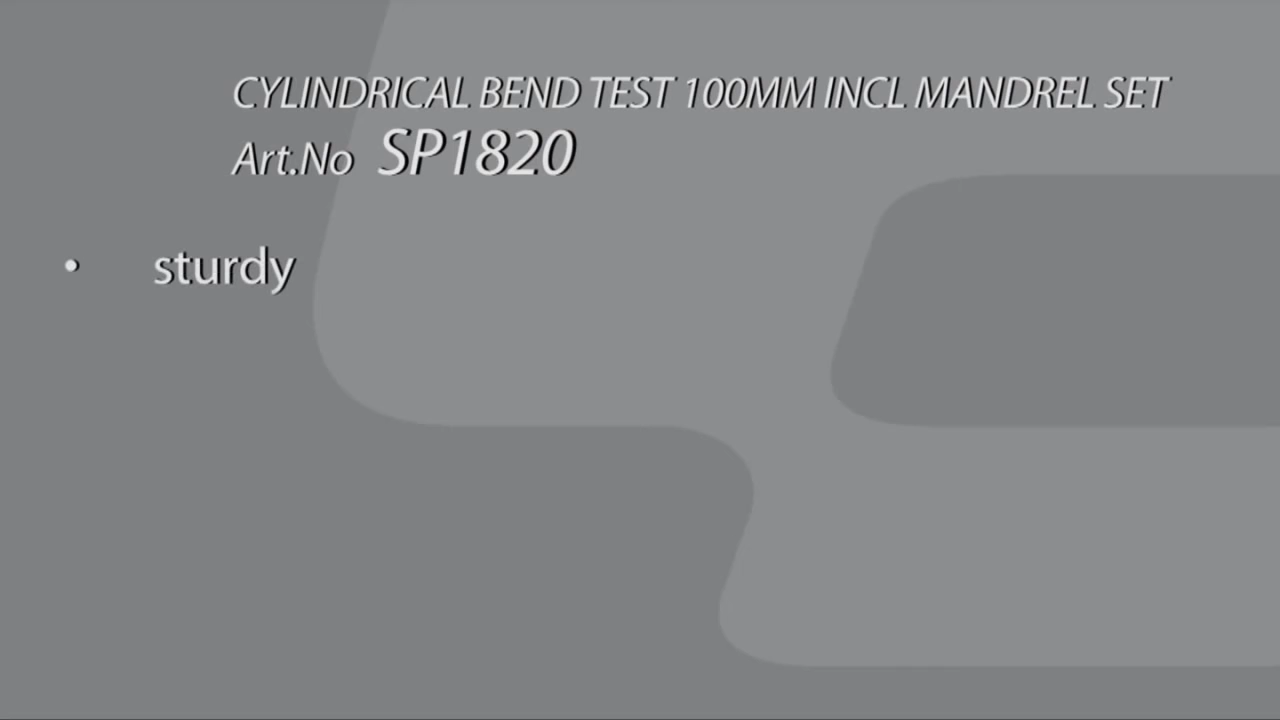 CYLINDRICAL BEND TEST 100MM INCL MANDREL SET
Art.No SP1820
• sturdy